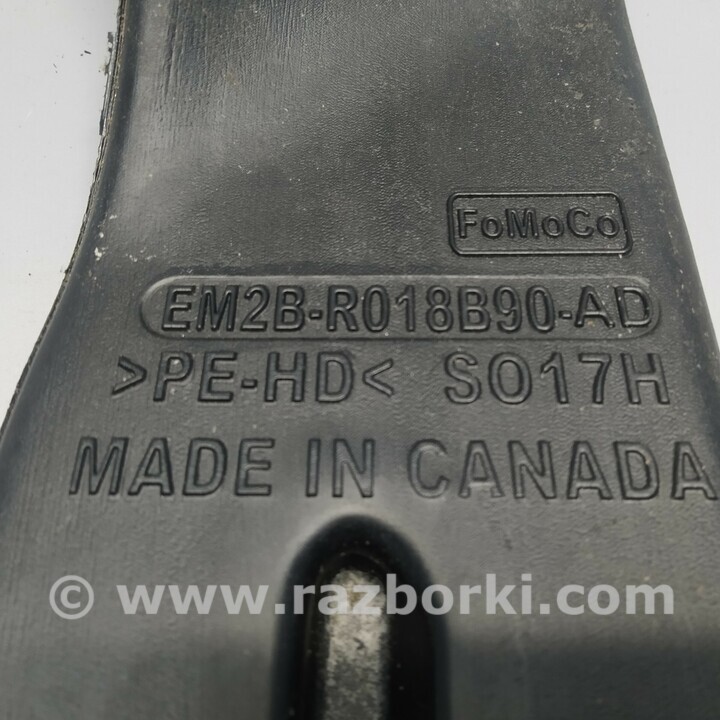 FoMoCo
EM2B-R018B90-AD
>PE-HD< SO17H
MADE IN CANADA
© www.razborki.com